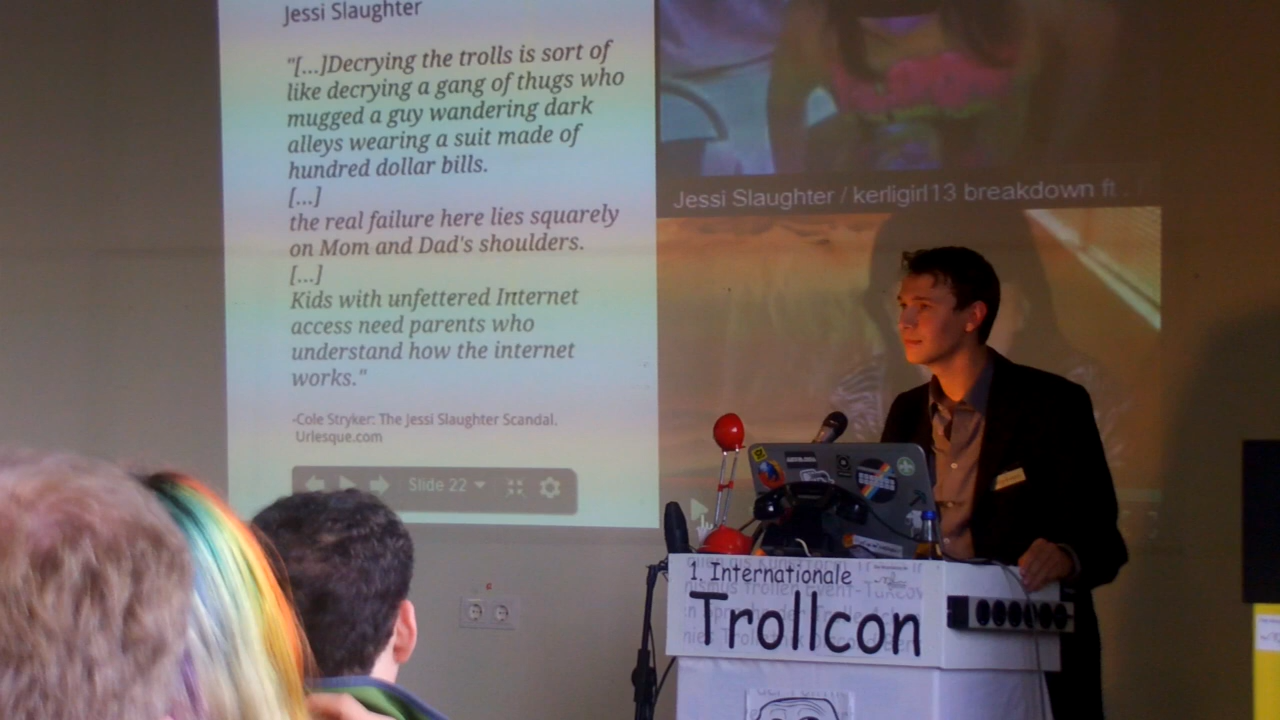 Jessi Slaughter
"[...]Decrying the trolls is sort of
like decrying a gang of thugs who
mugged a guy wandering dark
alleys wearing a suit made of
hundred dollar bills.
[...]
the real failure here lies squarely
on Mom and Dad's shoulders.
[...]
Kids with unfettered Internet
access need parents who
understand how the internet
works."
-Cole Stryker: The Jessi Slaughter Scandal.
Urlesque.com
Slide 22
Jessi Slaughter / kerligirl13 breakdown ft
1. Internationale
Trollcon